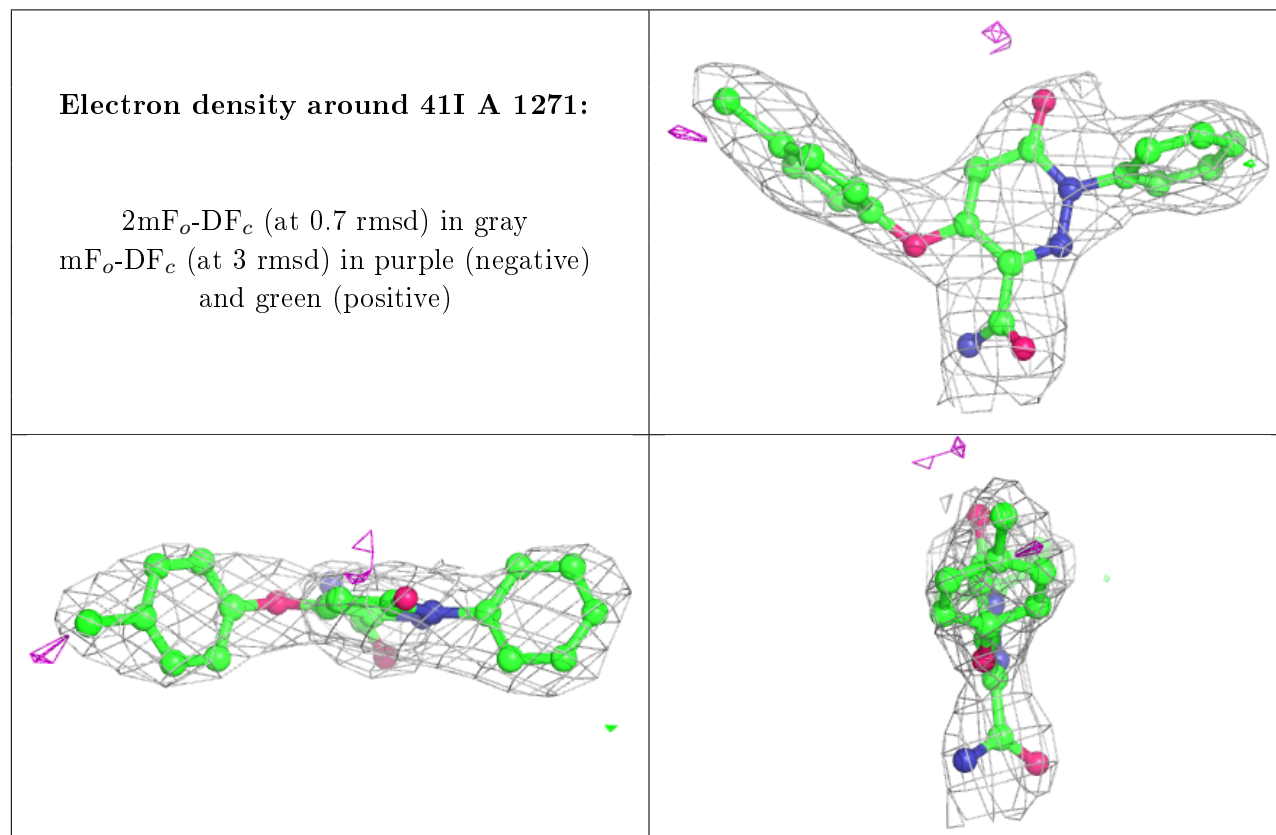 Electron density around 41I A 1271:
2mFo-DFc (at 0.7 rmsd) in gray
mFo-DFc (at 3 rmsd) in purple (negative)
and green (positive)